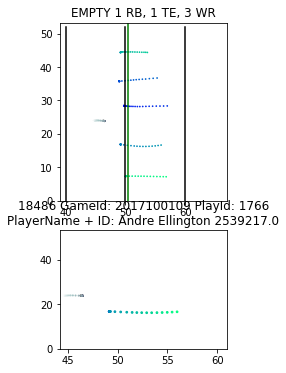 EMPTY 1 RB, 1 TE, 3 WR
50
40
30
20
10
0
40 50 60
18486 GameId: 2017100109 PlayId: 1766
PlayerName + ID: Andre Ellington 2539217.0
40
20
0
45 50 55 60